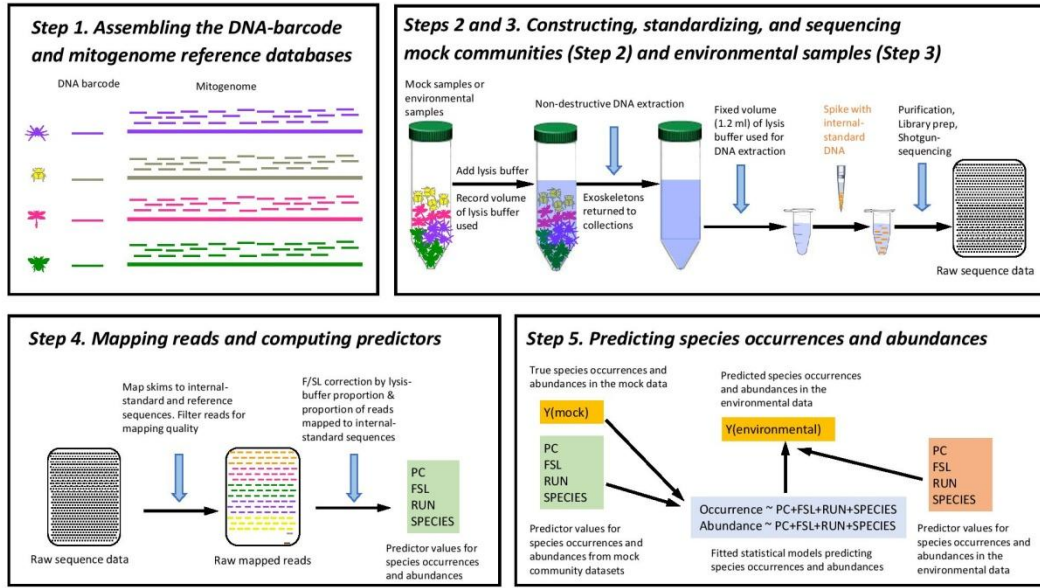 Step 1. Assembling the DNA-barcode
and mitogenome reference databases
DNA barcode
Mitogenome
Steps 2 and 3. Constructing, standardizing, and sequencing
mock communities (Step 2) and environmental samples (Step 3)
Mock samples or
environmental
samples
Add lysis buffer
Record volume
of lysis buffer
used
Non-destructive DNA extraction
Exoskeletons
returned to
collections
Fixed volume
(1.2 ml) of lysis
buffer used for
DNA extraction
Spike with
internal-
standard
DNA
Purification,
Library prep,
Shotgun-
sequencing
Raw sequence data
Step 4. Mapping reads and computing predictors
Map skims to internal-
standard and reference
sequences. Filter reads for
mapping quality
F/SL correction by lysis-
buffer proportion &
proportion of reads
mapped to internal-
standard sequences
PC
FSL
RUN
SPECIES
Raw sequence data
Raw mapped reads
Predictor values for
species occurrences
and abundances
Step 5. Predicting species occurrences and abundances
True species occurrences and
abundances in the mock data
Y(mock)
PC
FSL
RUN
SPECIES
Predictor values for
species occurrences and
abundances from mock
community datasets
Predicted species occurrences
and abundances in the
environmental data
Y(environmental)
Occurrence ~ PC+FSL+RUN+SPECIES
Abundance ~ PC+FSL+RUN+SPECIES
Fitted statistical models predicting
species occurrences and abundances
PC
FSL
RUN
SPECIES
Predictor values for
species occurrences and
abundances in the
environmental data